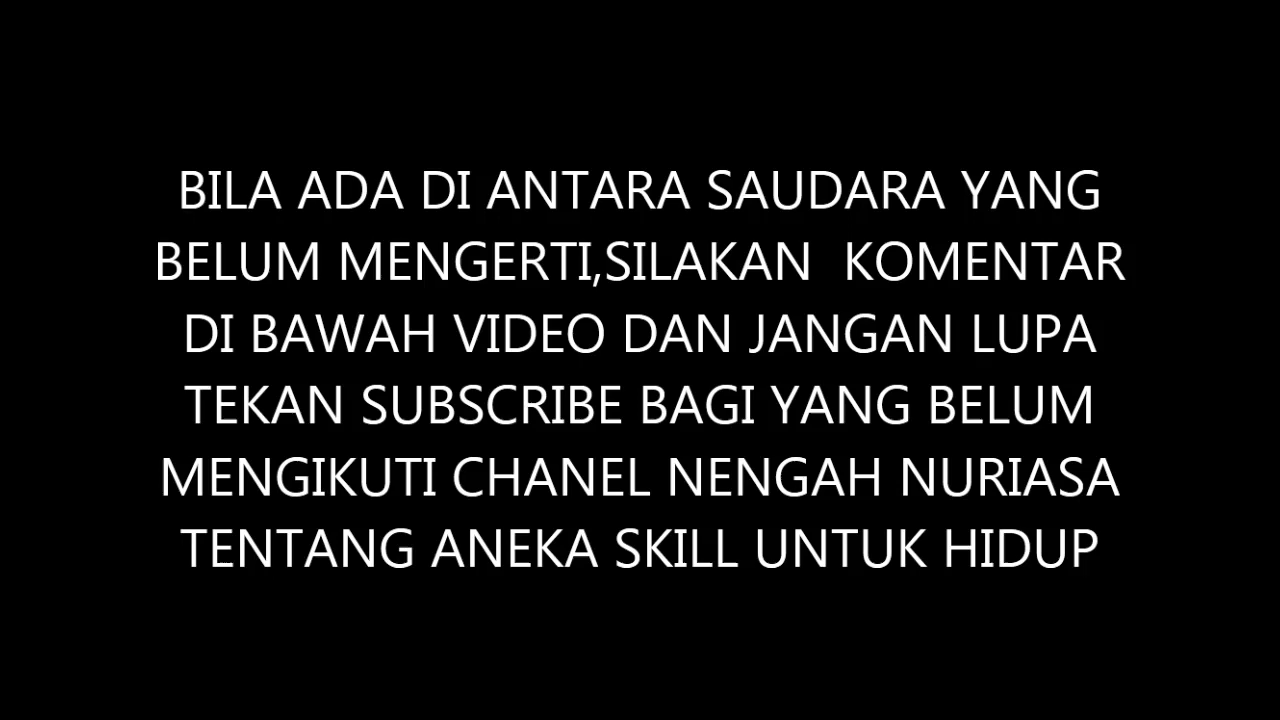 BILA ADA DI ANTARA SAUDARA YANG
BELUM MENGERTI,SILAKAN  KOMENTAR
DI BAWAH VIDEO DAN JANGAN LUPA
TEKAN SUBSCRIBE BAGI YANG BELUM
MENGIKUTI CHANEL NENGAH NURIASA
TENTANG ANEKA SKILL UNTUK HIDUP